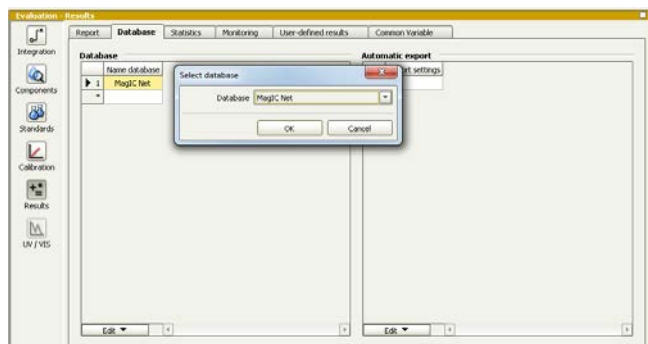 Evaluation - Results
Report Database Statistics Monitoring User-defined results Common Variable
Integration
Database
Automatic export
Name database
1 MagIC Net
*
Select database
Database MagIC Net
OK Cancel
Components
Standards
Calibration
Results
UV / VIS
Edit
Edit